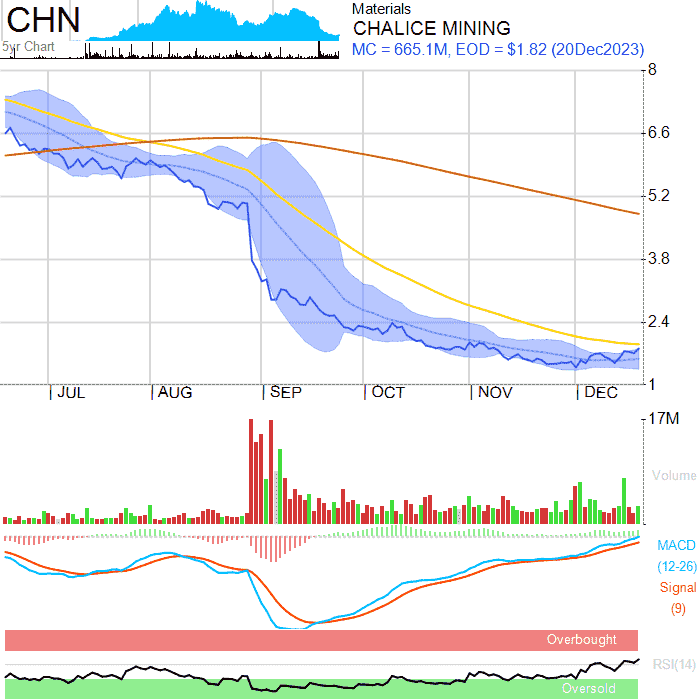 CHN
5yr Chart
Materials
CHALICE MINING
MC = 665.1M, EOD = $1.82 (20Dec2023)
8
6.6
5.2
3.8
2.4
1
JUL AUG SEP OCT NOV DEC
17M
Volume
MACD
(12-26)
Signal
(9)
Overbought
RSI(14)
Oversold